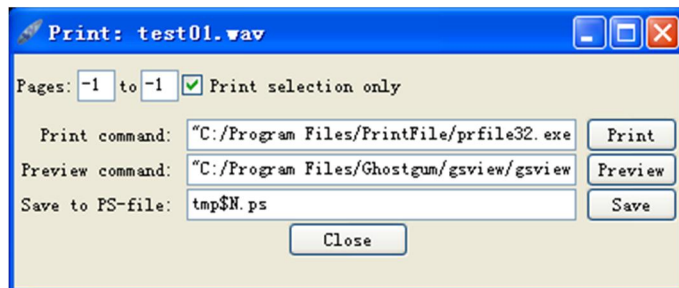 Print: test01.wav
Pages: -1 to -1 Print selection only
Print command: "C:/Program Files/PrintFile/prfile32.exe Print
Preview command: "C:/Program Files/Ghostgum/gsview/gsview Preview
Save to PS-file: tmp$N.ps Save
Close